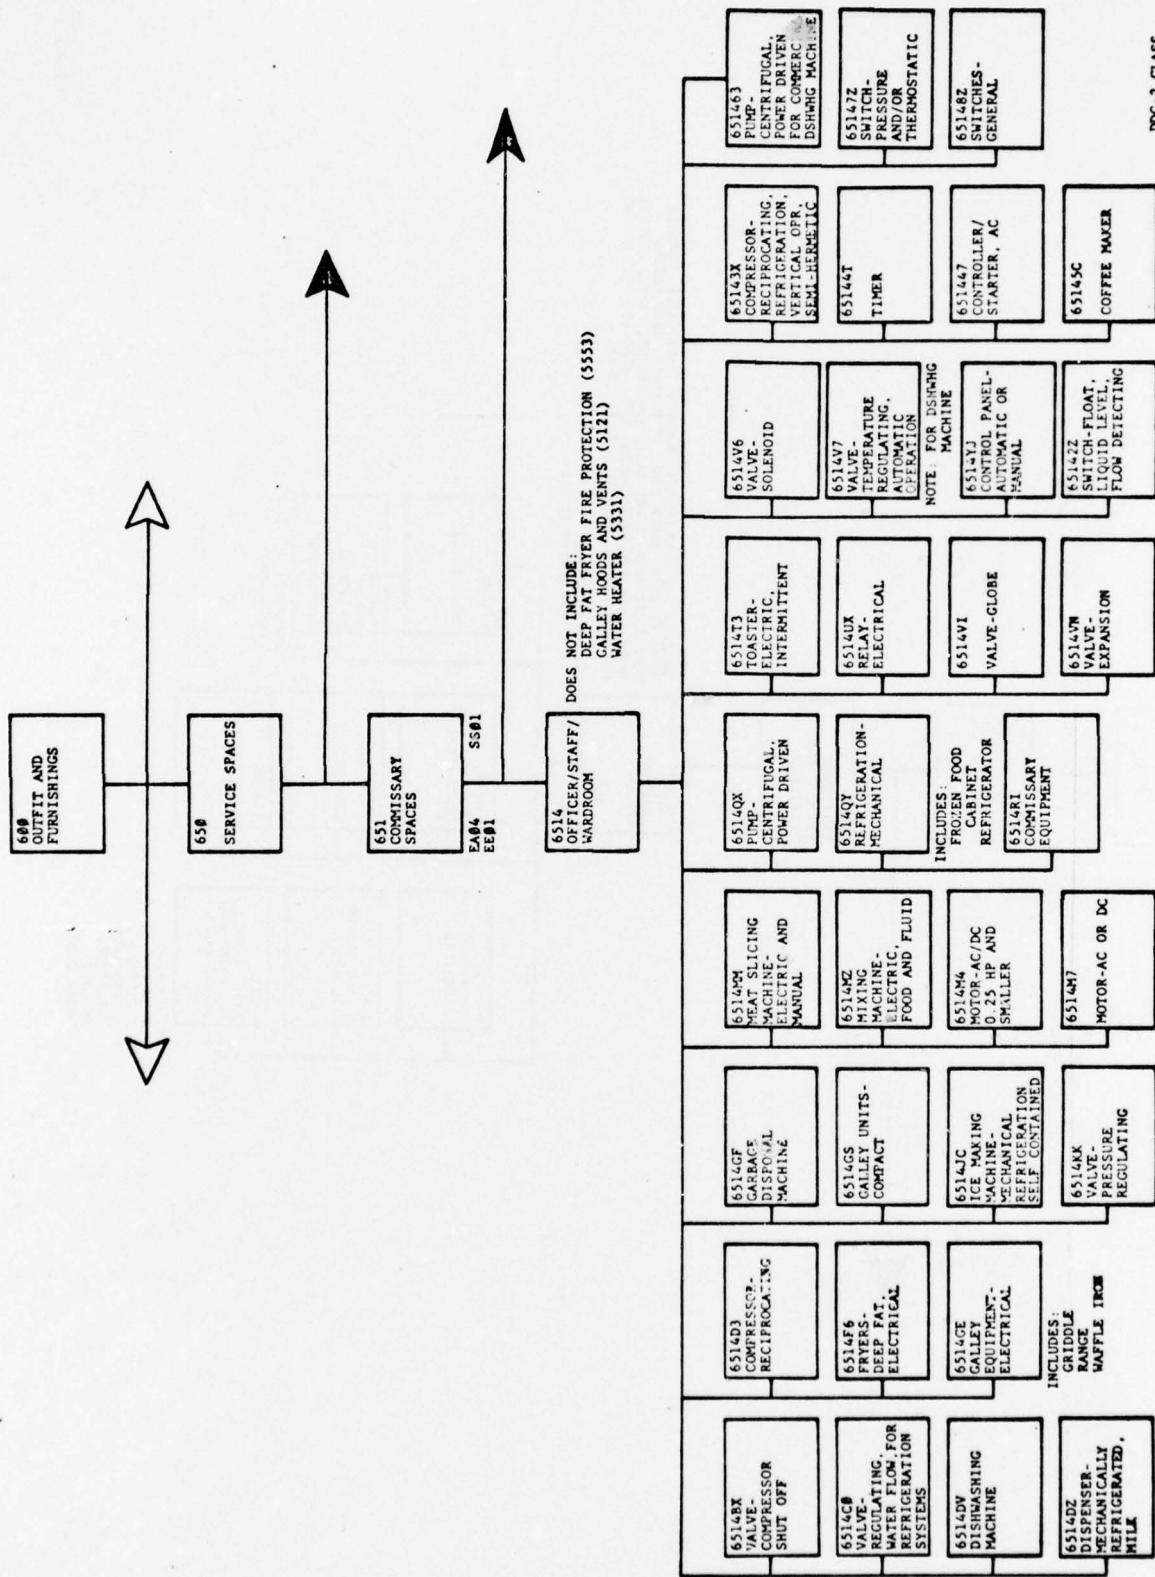 600
OUTFIT AND
FURNISHINGS
650
SERVICE SPACES
651
COMMISSARY
SPACES
EA04 SS01
EE01
6514
OFFICER/STAFF/
WARDROOM
DOES NOT INCLUDE:
DEEP FAT FRYER FIRE PROTECTION (5553)
GALLEY HOODS AND VENTS (5121)
WATER HEATER (5331)
6514BX
VALVE-
COMPRESSOR
SHUT OFF
6514C0
VALVE-
REGULATING,
WATER FLOW,FOR
REFRIGERATION
SYSTEMS
6514DV
DISHWASHING
MACHINE
6514DZ
DISPENSER-
MECHANICALLY
REFRIGERATED,
MILK
6514D3
COMPRESSOR-
RECIPROCATING
6514F6
FRYERS-
DEEP FAT,
ELECTRICAL
6514GE
GALLEY
EQUIPMENT-
ELECTRICAL
INCLUDES:
GRIDDLE
RANGE
WAFFLE IRON
6514GF
GARBAGE
DISPOSAL
MACHINE
6514GS
GALLEY UNITS-
COMPACT
6514JC
ICE MAKING
MACHINE-
MECHANICAL
REFRIGERATION
SELF CONTAINED
6514KK
VALVE-
PRESSURE
REGULATING
6514MM
MEAT SLICING
MACHINE-
ELECTRIC AND
MANUAL
6514MZ
MIXING
MACHINE-
ELECTRIC,
FOOD AND FLUID
6514M4
MOTOR-AC/DC
0.25 HP AND
SMALLER
6514M7
MOTOR-AC OR DC
6514QX
PUMP-
CENTRIFUGAL,
POWER DRIVEN
6514QY
REFRIGERATION-
MECHANICAL
INCLUDES:
FROZEN FOOD
CABINET
REFRIGERATOR
6514RI
COMMISSARY
EQUIPMENT
6514T3
TOASTER-
ELECTRIC,
INTERMITTENT
6514UX
RELAY-
ELECTRICAL
6514VI
VALVE-GLOBE
6514VN
VALVE-
EXPANSION
6514V6
VALVE-
SOLENOID
6514V7
VALVE-
TEMPERATURE
REGULATING,
AUTOMATIC
OPERATION
NOTE: FOR DSHWHG
MACHINE
6514YJ
CONTROL PANEL-
AUTOMATIC OR
MANUAL
65142Z
SWITCH-FLOAT,
LIQUID LEVEL,
FLOW DETECTING
65143X
COMPRESSOR-
RECIPROCATING,
REFRIGERATION,
VERTICAL OPR,
SEMI-HERMETIC
65144T
TIMER
651447
CONTROLLER/
STARTER, AC
65145C
COFFEE MAKER
651463
PUMP-
CENTRIFUGAL,
POWER DRIVEN
FOR COMMERCIAL
DSHWHG MACHINE
65147Z
SWITCH-
PRESSURE
AND/OR
THERMOSTATIC
65148Z
SWITCHES-
GENERAL